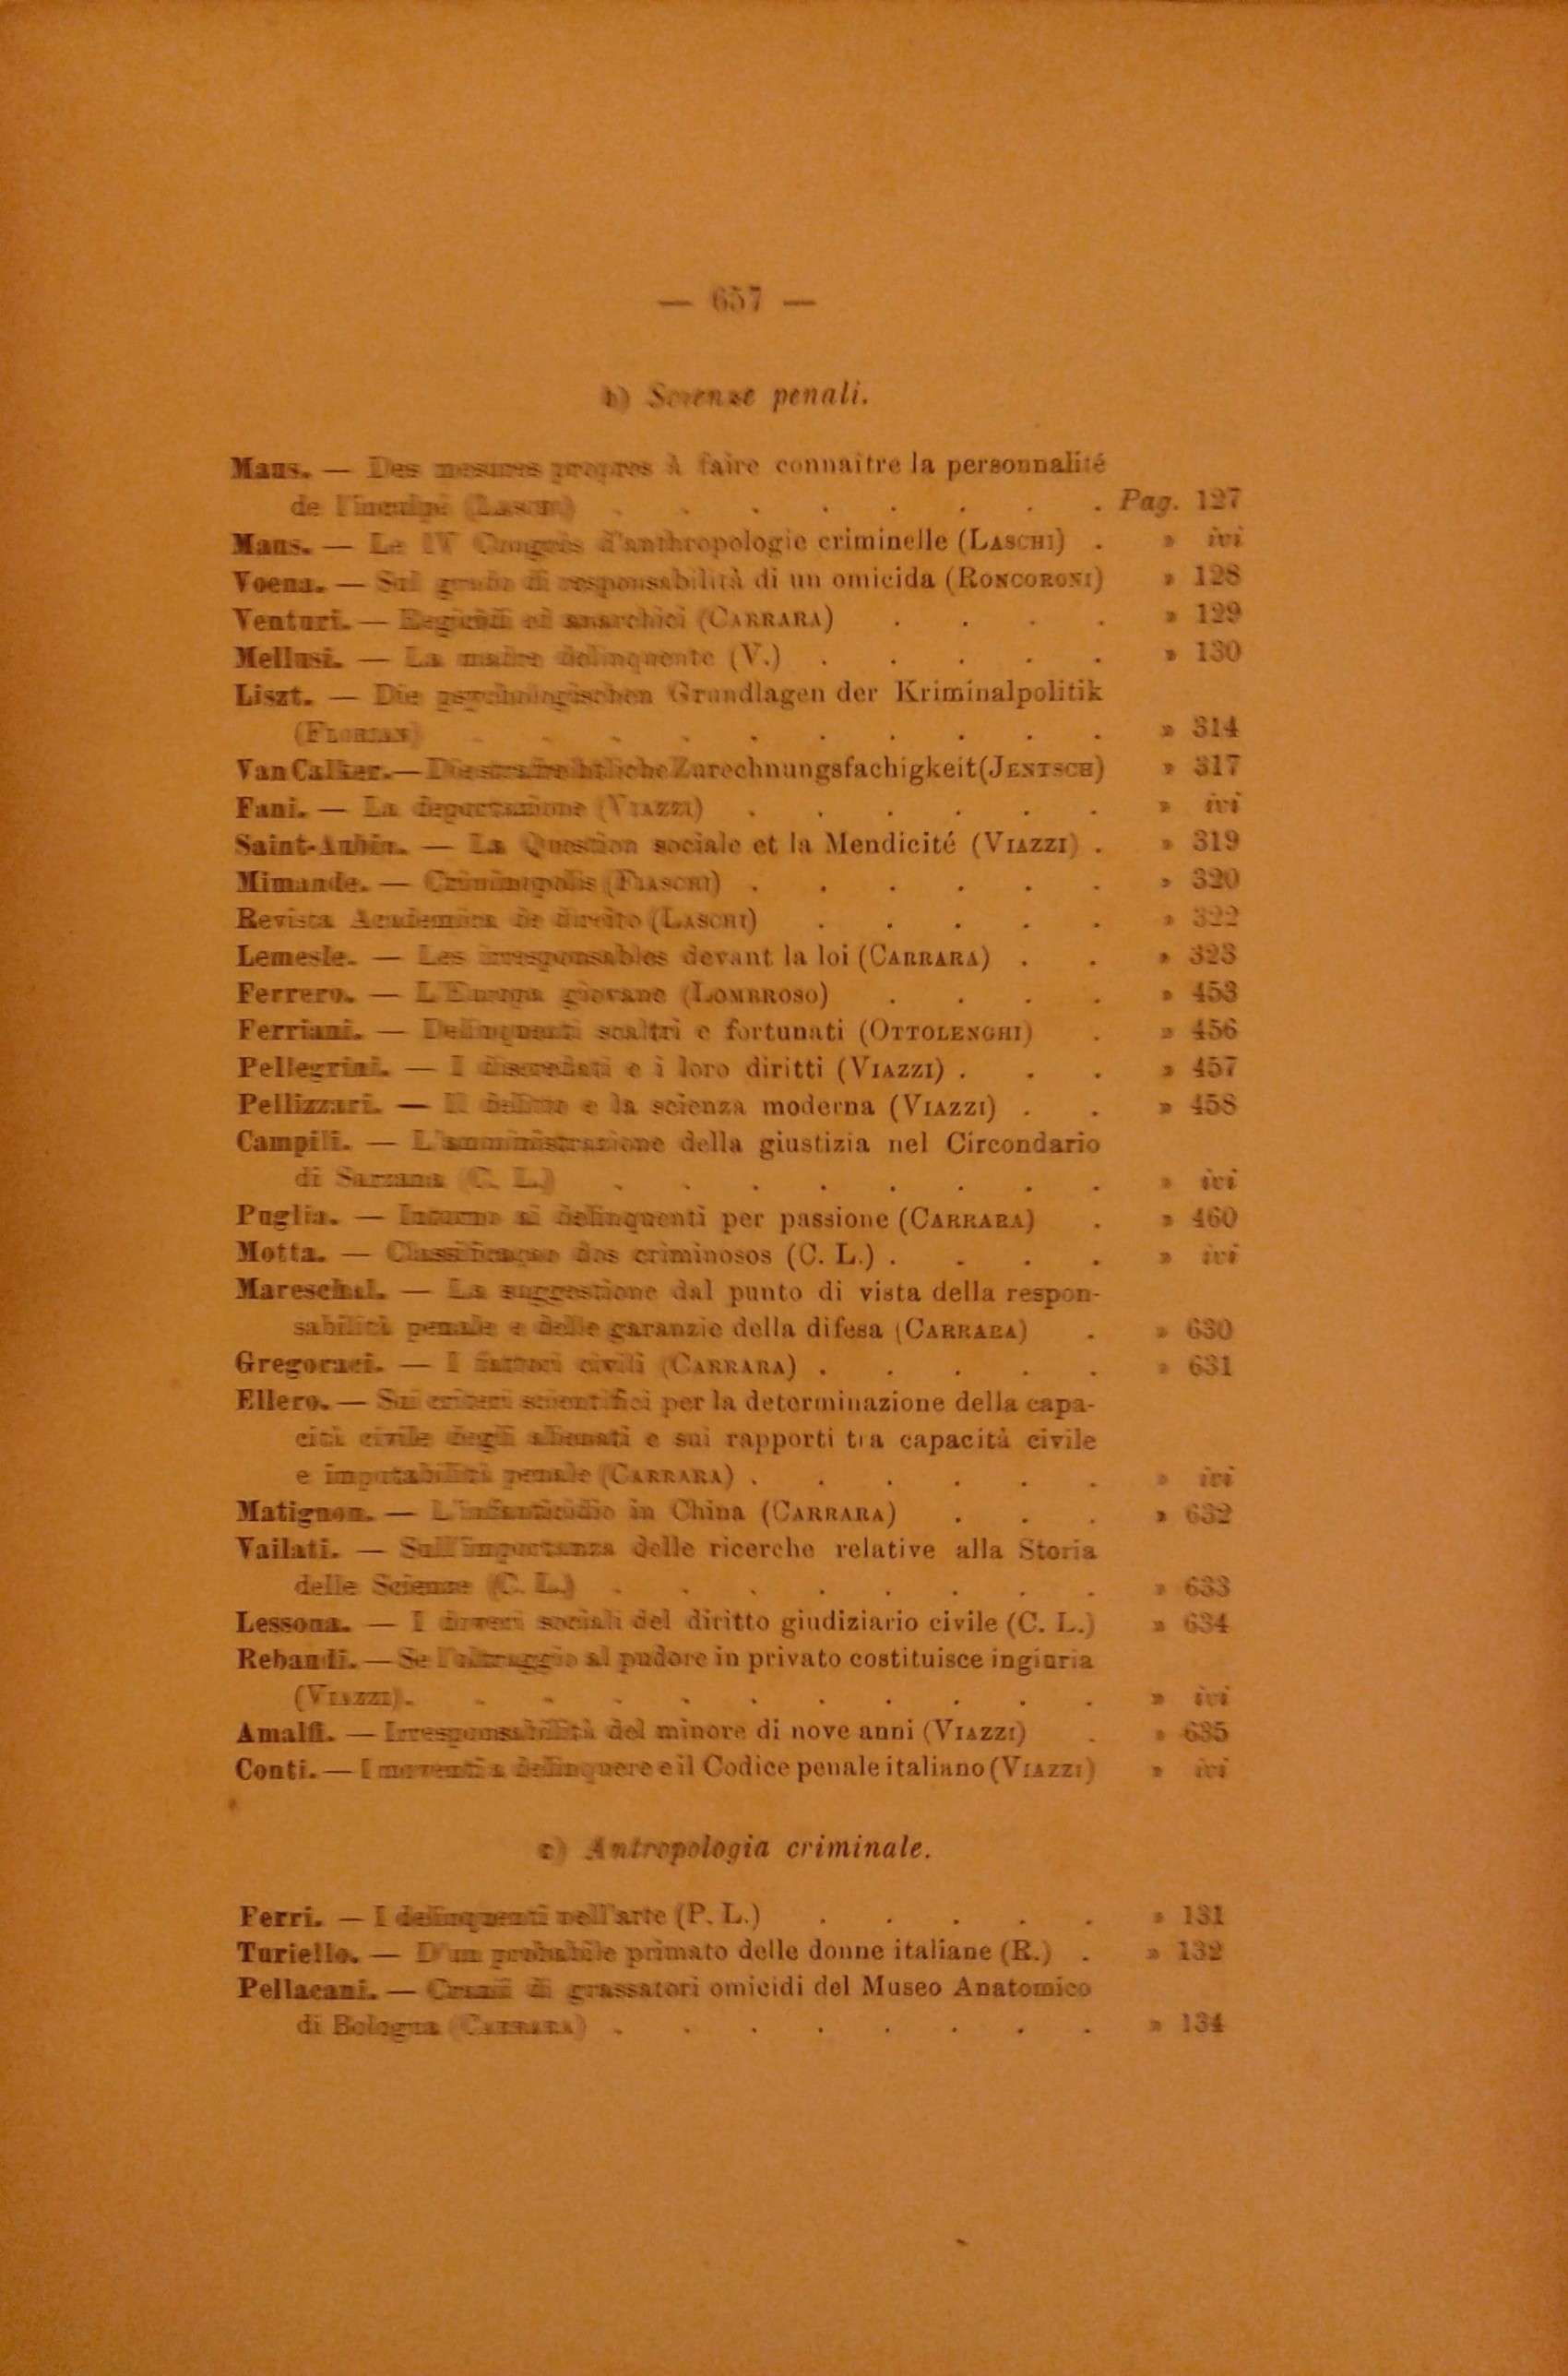 — 657 —
b) Scienze penali.
Maus. — Des mesures propres à faire connaitre la personnalité
de l'inculpé (Laschi) . . . . . . . . Pag. 127
Maus. — Le IV Congrès d'anthropologie criminelle (Laschi) . » ivi
Voena. — Sul grado di responsabilità di un omicida (Roncoroni) » 128
Venturi. — Regicidi ed anarchici (Carrara) . . . . » 129
Mellusi. — La madre delinquente (V.) . . . . . » 130
Liszt. — Die psychologischen Grundlagen der Kriminalpolitik
(Florian) . . . . . . . . . . » 314
Van Calker. — Die strafrechtliche Zurechnungsfachigkeit (Jentsch) » 317
Fani. — La deportazione (Viazzi) . . . . . . » ivi
Saint-Aubin. — La Question sociale et la Mendicité (Viazzi) . » 319
Mimande. — Criminopolis (Fiaschi) . . . . . . » 320
Revista Academica de direito (Laschi) . . . . . » 322
Lemesle. — Les irresponsables devant la loi (Carrara) . . » 323
Ferrero. — L'Europa giovane (Lombroso) . . . . » 453
Ferriani. — Delinquenti scaltri e fortunati (Ottolenghi) . » 456
Pellegrini. — I diseredati e i loro diritti (Viazzi) . . . » 457
Pellizzari. — Il delitto e la scienza moderna (Viazzi) . . » 458
Campili. — L'amministrazione della giustizia nel Circondario
di Sarzana (C. L.) . . . . . . . . » ivi
Puglia. — Intorno ai delinquenti per passione (Carrara) . » 460
Motta. — Classificaçao dos criminosos (C. L.) . . . . » ivi
Mareschal. — La suggestione dal punto di vista della respon-
sabilità penale e delle garanzie della difesa (Carrara) . » 630
Gregoraci. — I fattori civili (Carrara) . . . . . » 631
Ellero. — Sui criteri scientifici per la determinazione della capa-
cità civile degli alienati e sui rapporti tra capacità civile
e imputabilità penale (Carrara) . . . . . . » ivi
Matignon. — L'infanticidio in China (Carrara) . . . » 632
Vailati. — Sull'importanza delle ricerche relative alla Storia
delle Scienze (C. L.) . . . . . . . . » 633
Lessona. — I doveri sociali del diritto giudiziario civile (C. L.) » 634
Rebaudi. — Se l'oltraggio al pudore in privato costituisce ingiuria
(Viazzi). . . . . . . . . . . » ivi
Amalfi. — Irresponsabilità del minore di nove anni (Viazzi) . » 635
Conti. — I moventi a delinquere e il Codice penale italiano (Viazzi) » ivi
c) Antropologia criminale.
Ferri. — I delinquenti nell'arte (P. L.) . . . . . » 131
Turiello. — D'un probabile primato delle donne italiane (R.) . » 132
Pellacani. — Cranii di grassatori omicidi del Museo Anatomico
di Bologna (Carrara) . . . . . . . . » 134